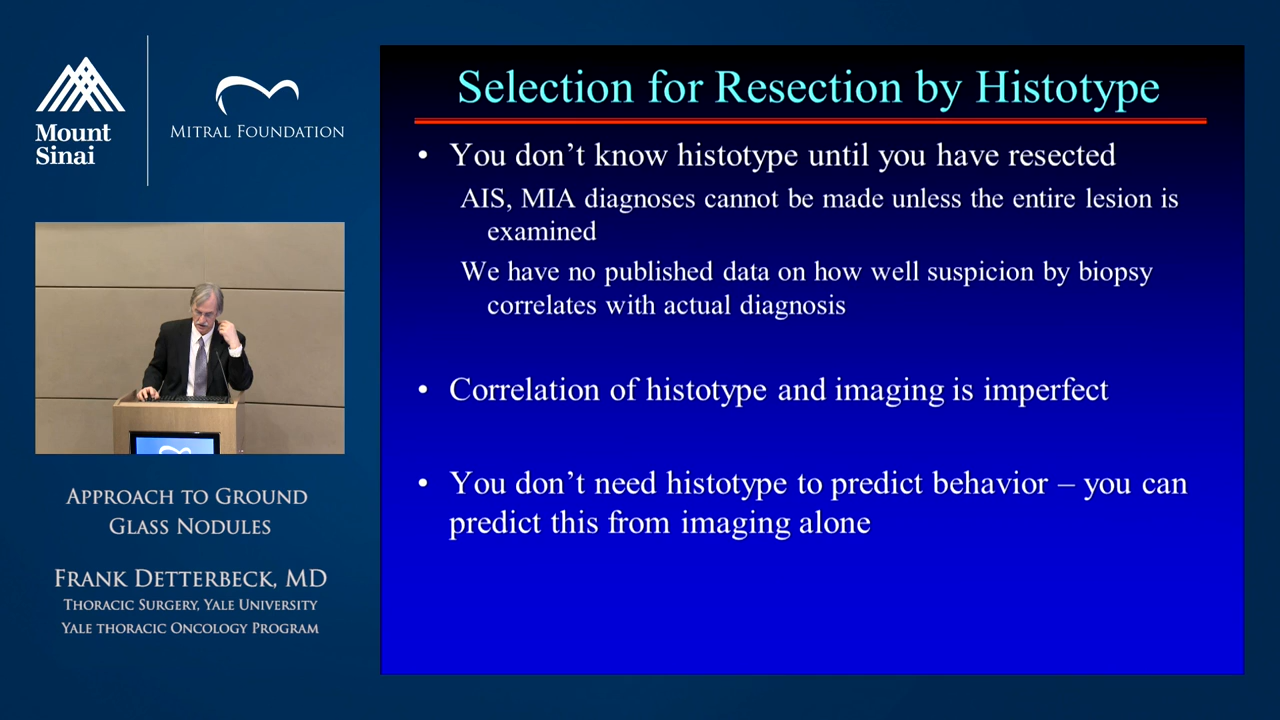 Mount
Sinai
MITRAL FOUNDATION
APPROACH TO GROUND
GLASS NODULES
FRANK DETTERBECK, MD
THORACIC SURGERY, YALE UNIVERSITY
YALE THORACIC ONCOLOGY PROGRAM
Selection for Resection by Histotype
• You don't know histotype until you have resected
AIS, MIA diagnoses cannot be made unless the entire lesion is
examined
We have no published data on how well suspicion by biopsy
correlates with actual diagnosis
• Correlation of histotype and imaging is imperfect
• You don't need histotype to predict behavior – you can
predict this from imaging alone